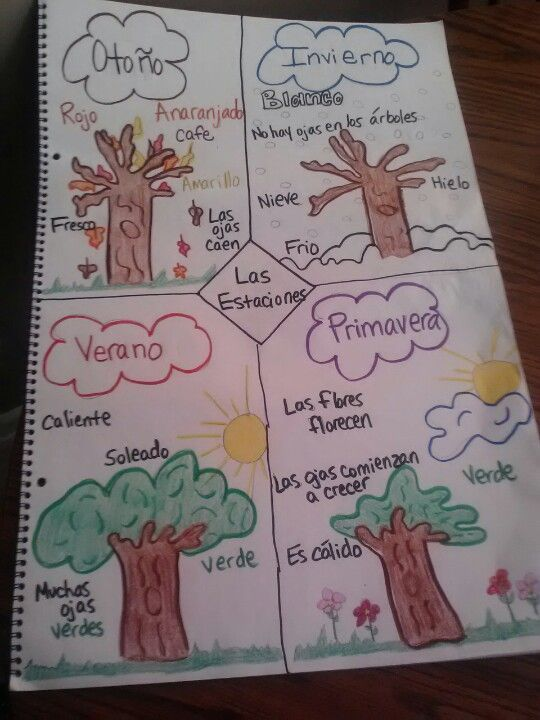 Otoño
Rojo
Anaranjado
cafe
Amarillo
Fresco
Las
ojas
caen
Invierno
Blanco
No hay ojas en los árboles
Nieve
Hielo
Frio
Las
Estaciones
Verano
Caliente
Soleado
verde
Muchas
ojas
verdes
Primavera
Las flores
florecen
Las ojas comienzan
a crecer
verde
Es cálido